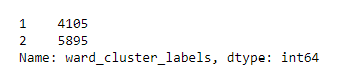 1    4105
2    5895
Name: ward_cluster_labels, dtype: int64